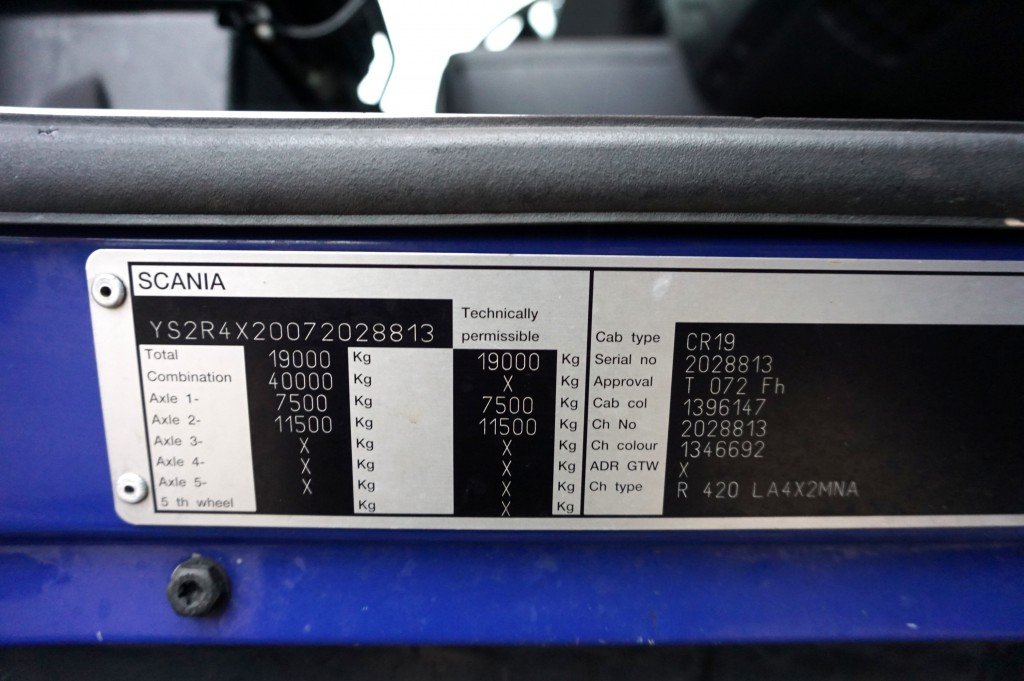 SCANIA
YS2R4X20072028813
Technically
permissible
Total 19000 Kg 19000 Kg
Combination 40000 Kg X Kg
Axle 1- 7500 Kg 7500 Kg
Axle 2- 11500 Kg 11500 Kg
Axle 3- X Kg X Kg
Axle 4- X Kg X Kg
Axle 5- X Kg X Kg
5 th wheel Kg X Kg
Cab type CR19
Serial no 2028813
Approval T 072 Fh
Cab col 1396147
Ch No 2028813
Ch colour 1346692
ADR GTW X
Ch type R 420 LA4X2MNA